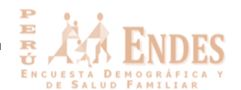 PERÚ
ENDES
ENCUESTA DEMOGRÁFICA Y
DE SALUD FAMILIAR